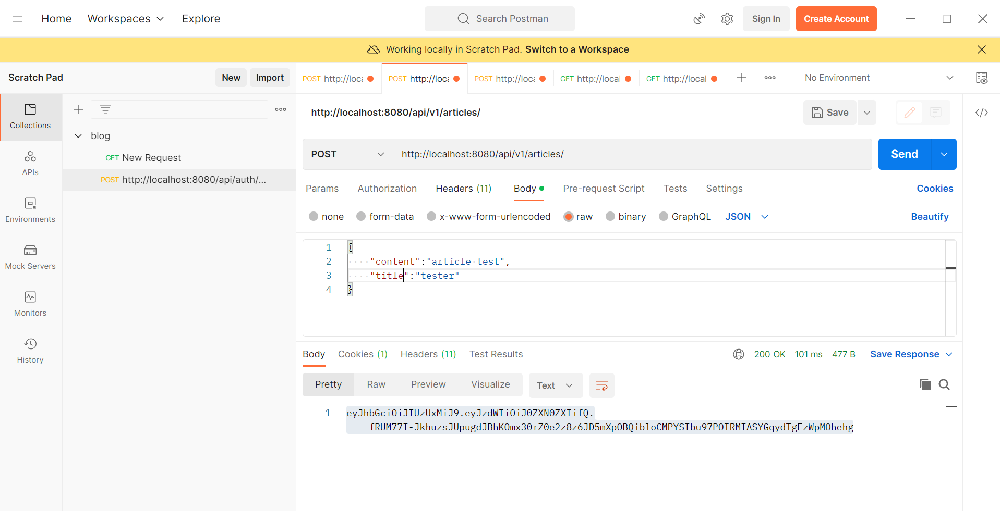 Home
Workspaces
Explore
Search Postman
Sign In
Create Account
Working locally in Scratch Pad. Switch to a Workspace
Scratch Pad
New
Import
POST http://loca
POST http://loca
POST http://loca
GET http://local
GET http://local
No Environment
Collections
APIs
Environments
Mock Servers
Monitors
History
blog
GET New Request
POST http://localhost:8080/api/auth/...
http://localhost:8080/api/v1/articles/
Save
POST
http://localhost:8080/api/v1/articles/
Send
Params
Authorization
Headers (11)
Body
Pre-request Script
Tests
Settings
Cookies
none
form-data
x-www-form-urlencoded
raw
binary
GraphQL
JSON
Beautify
1 {
2 "content":"article test",
3 "title":"tester"
4 }
Body
Cookies (1)
Headers (11)
Test Results
200 OK
101 ms
477 B
Save Response
Pretty
Raw
Preview
Visualize
Text
1 eyJhbGciOiJIUzUxMiJ9.eyJzdWIiOiJ0ZXN0ZXIifQ.
fRUM77I-JkhuzsJUpugdJBhKOmx30rZ0e2z8z6JD5mXpOBQibloCMPYSIbu97POIRMIASYGqydTgEzWpMOhehg